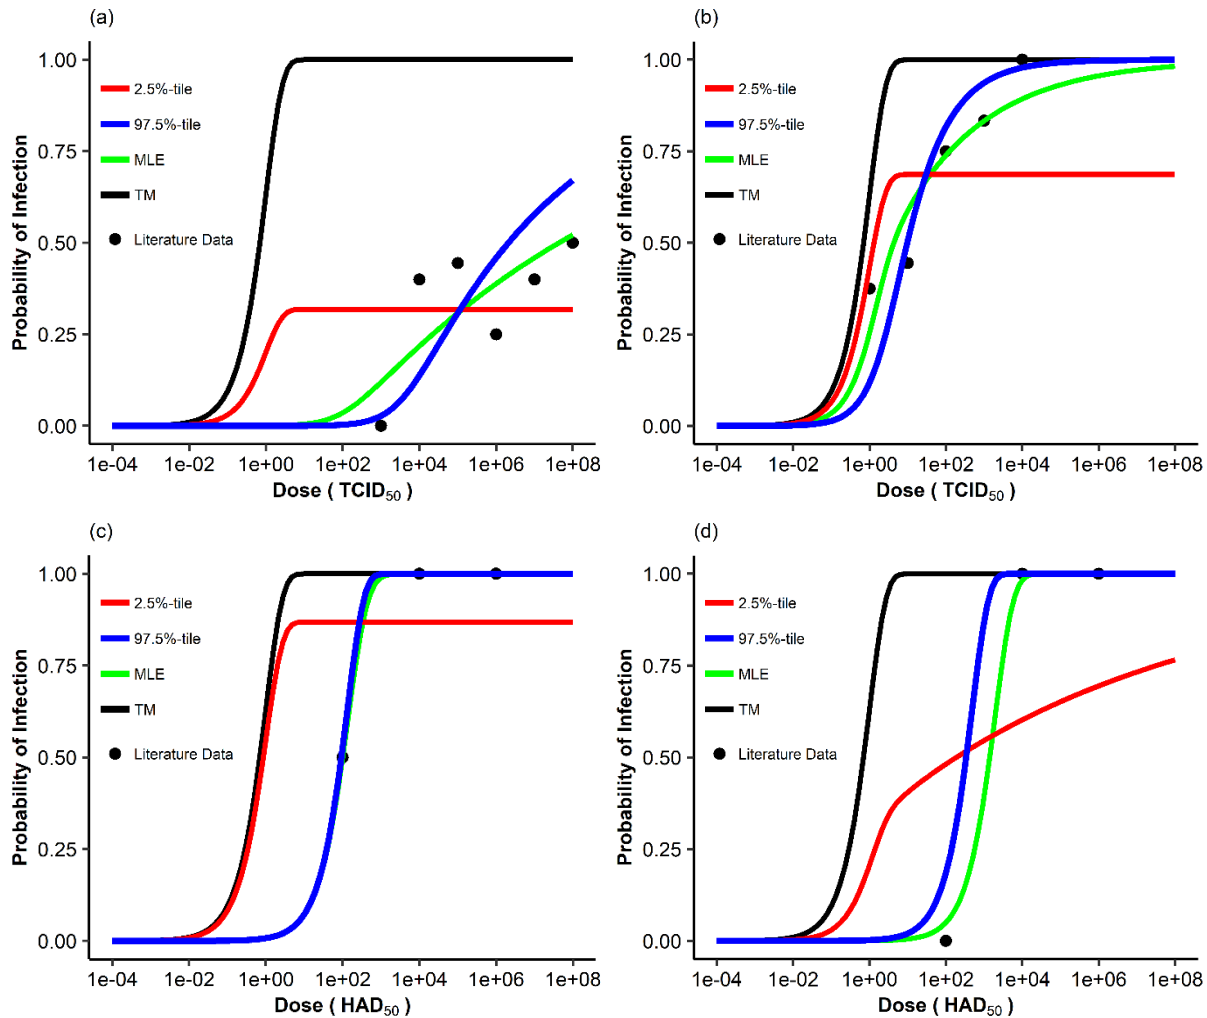 (a)
Probability of Infection
1.00
0.75
0.50
0.25
0.00
2.5%-tile
97.5%-tile
MLE
TM
Literature Data
1e-04 1e-02 1e+00 1e+02 1e+04 1e+06 1e+08
Dose ( TCID50 )
(b)
Probability of Infection
1.00
0.75
0.50
0.25
0.00
2.5%-tile
97.5%-tile
MLE
TM
Literature Data
1e-04 1e-02 1e+00 1e+02 1e+04 1e+06 1e+08
Dose ( TCID50 )
(c)
Probability of Infection
1.00
0.75
0.50
0.25
0.00
2.5%-tile
97.5%-tile
MLE
TM
Literature Data
1e-04 1e-02 1e+00 1e+02 1e+04 1e+06 1e+08
Dose ( HAD50 )
(d)
Probability of Infection
1.00
0.75
0.50
0.25
0.00
2.5%-tile
97.5%-tile
MLE
TM
Literature Data
1e-04 1e-02 1e+00 1e+02 1e+04 1e+06 1e+08
Dose ( HAD50 )